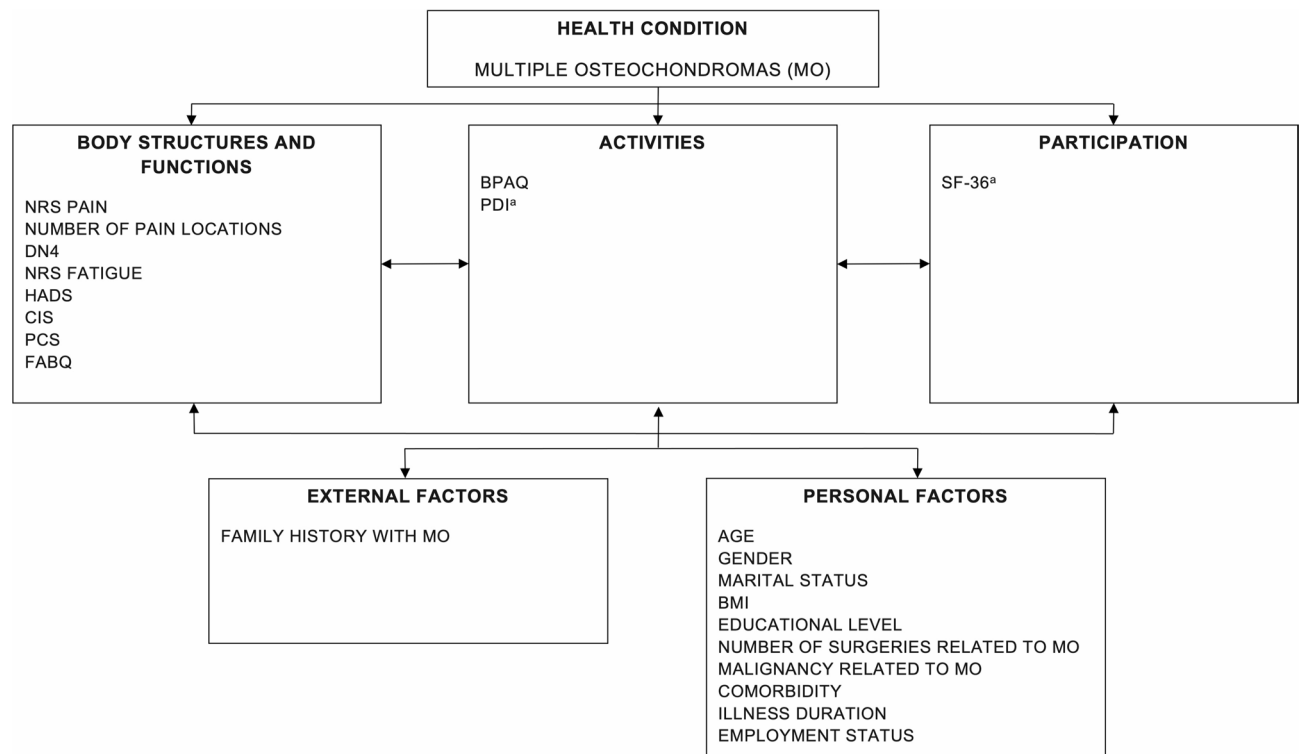 HEALTH CONDITION
MULTIPLE OSTEOCHONDROMAS (MO)
BODY STRUCTURES AND
FUNCTIONS
NRS PAIN
NUMBER OF PAIN LOCATIONS
DN4
NRS FATIGUE
HADS
CIS
PCS
FABQ
ACTIVITIES
BPAQ
PDIᵃ
PARTICIPATION
SF-36ᵃ
EXTERNAL FACTORS
FAMILY HISTORY WITH MO
PERSONAL FACTORS
AGE
GENDER
MARITAL STATUS
BMI
EDUCATIONAL LEVEL
NUMBER OF SURGERIES RELATED TO MO
MALIGNANCY RELATED TO MO
COMORBIDITY
ILLNESS DURATION
EMPLOYMENT STATUS